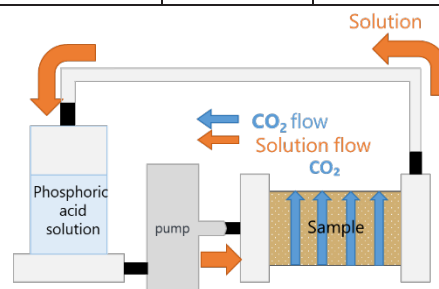 Solution
CO₂ flow
Solution flow
CO₂
Phosphoric
acid
solution
pump
Sample